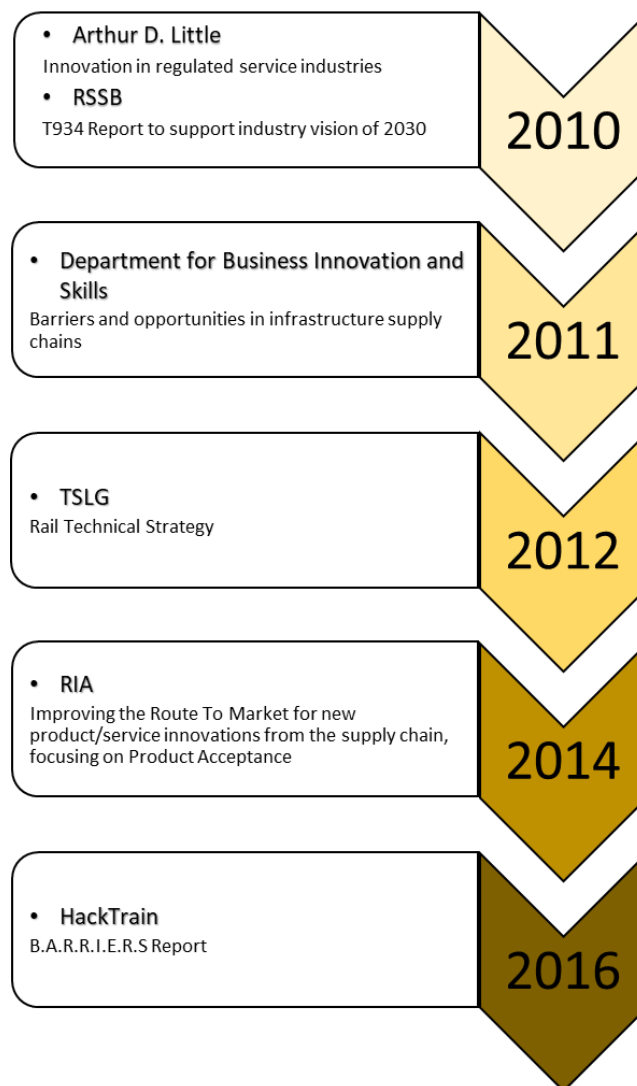 • Arthur D. Little
Innovation in regulated service industries
• RSSB
T934 Report to support industry vision of 2030
2010
• Department for Business Innovation and
Skills
Barriers and opportunities in infrastructure supply
chains
2011
• TSLG
Rail Technical Strategy
2012
• RIA
Improving the Route To Market for new
product/service innovations from the supply chain,
focusing on Product Acceptance
2014
• HackTrain
B.A.R.R.I.E.R.S Report
2016